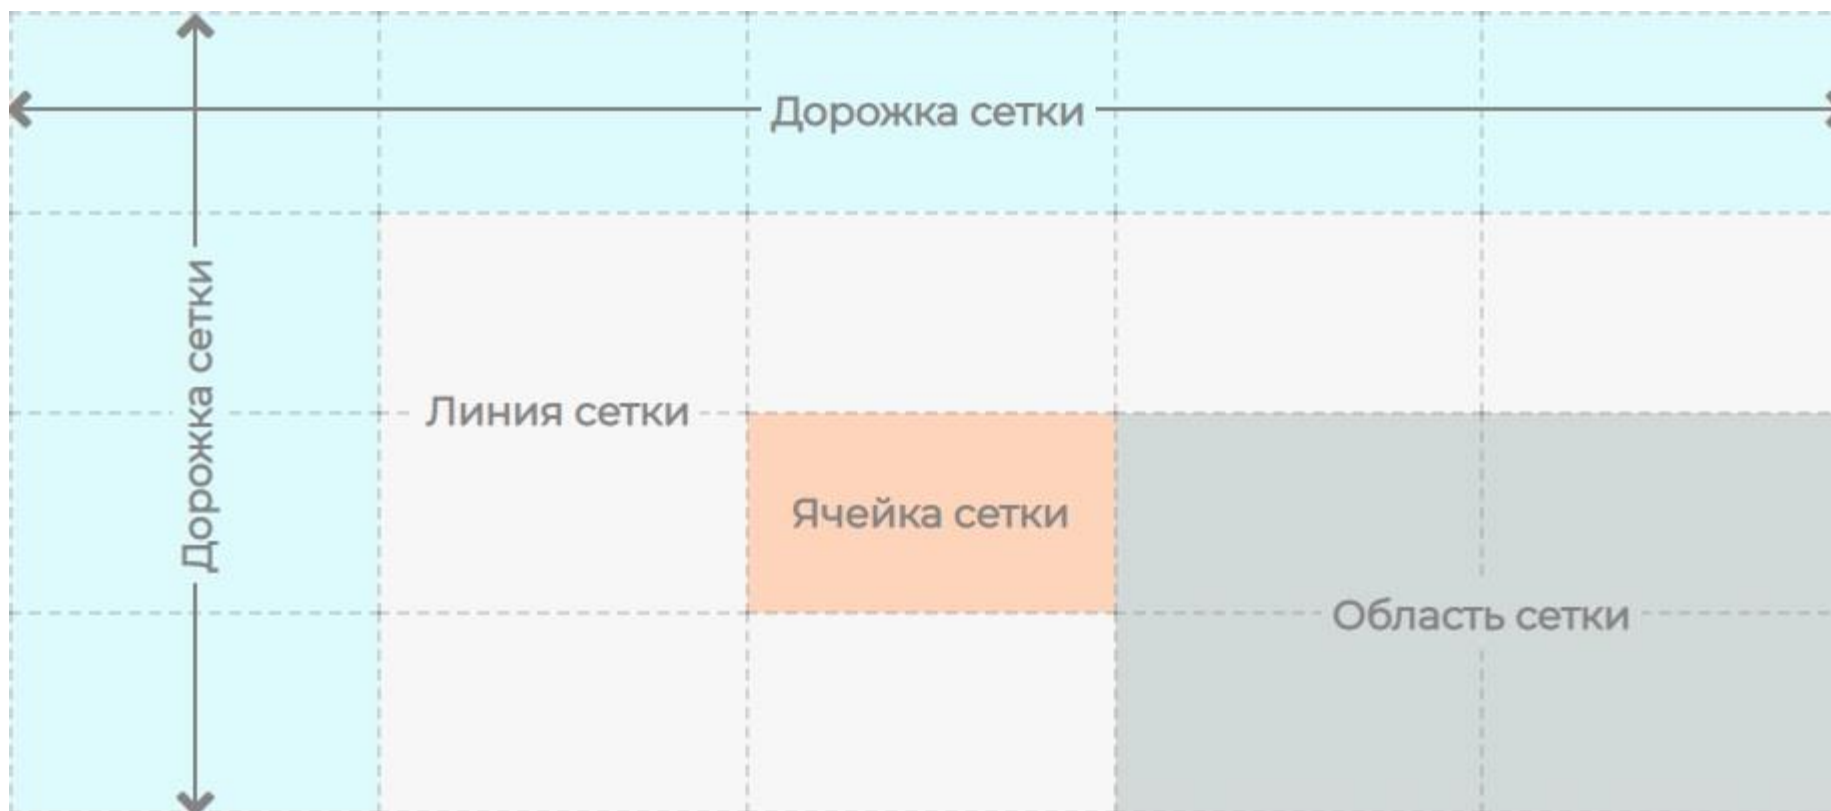 Дорожка сетки
Дорожка сетки
Линия сетки
Ячейка сетки
Область сетки